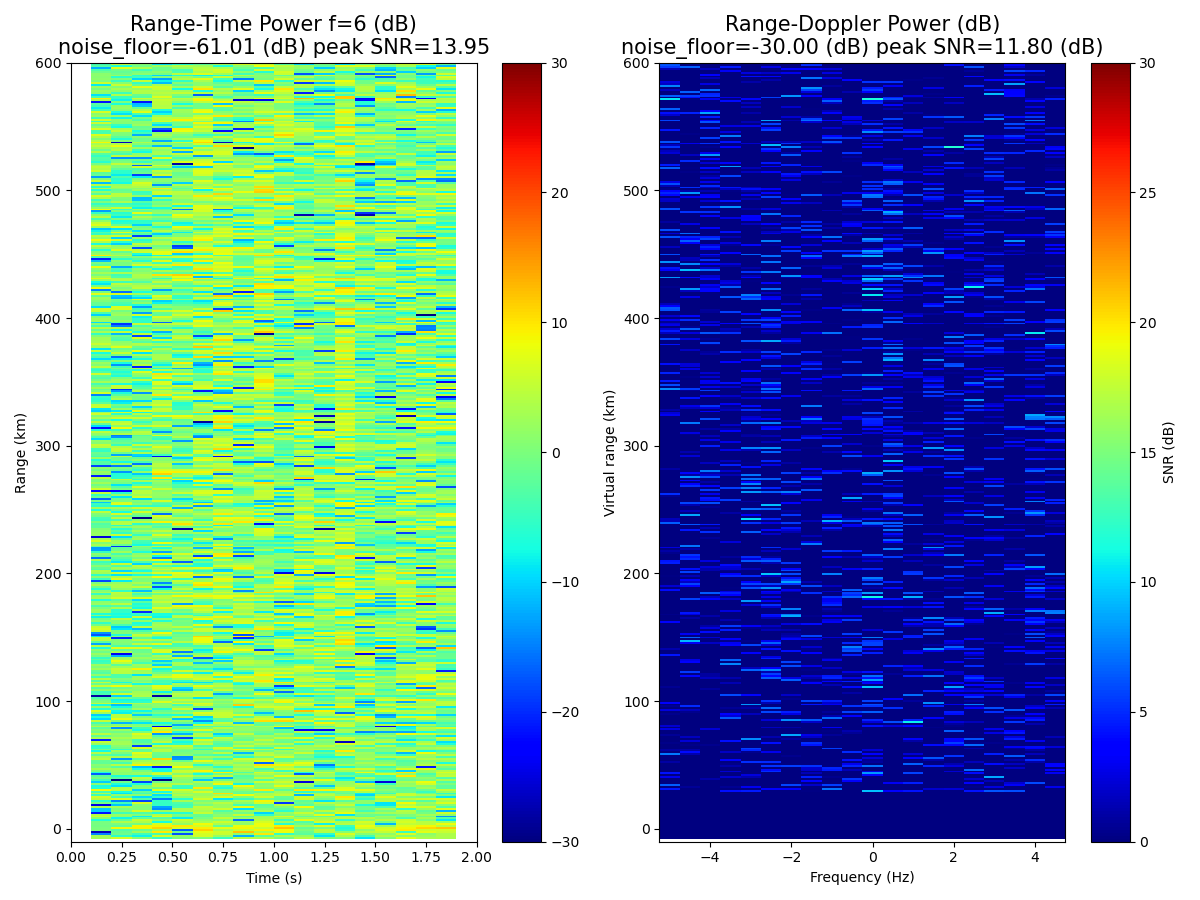 Range-Time Power f=6 (dB)
noise_floor=-61.01 (dB) peak SNR=13.95
600
500
400
300
200
100
0
Range (km)
0.00 0.25 0.50 0.75 1.00 1.25 1.50 1.75 2.00
Time (s)
30
20
10
0
−10
−20
−30
Range-Doppler Power (dB)
noise_floor=-30.00 (dB) peak SNR=11.80 (dB)
600
500
400
300
200
100
0
Virtual range (km)
−4 −2 0 2 4
Frequency (Hz)
30
25
20
15
10
5
0
SNR (dB)